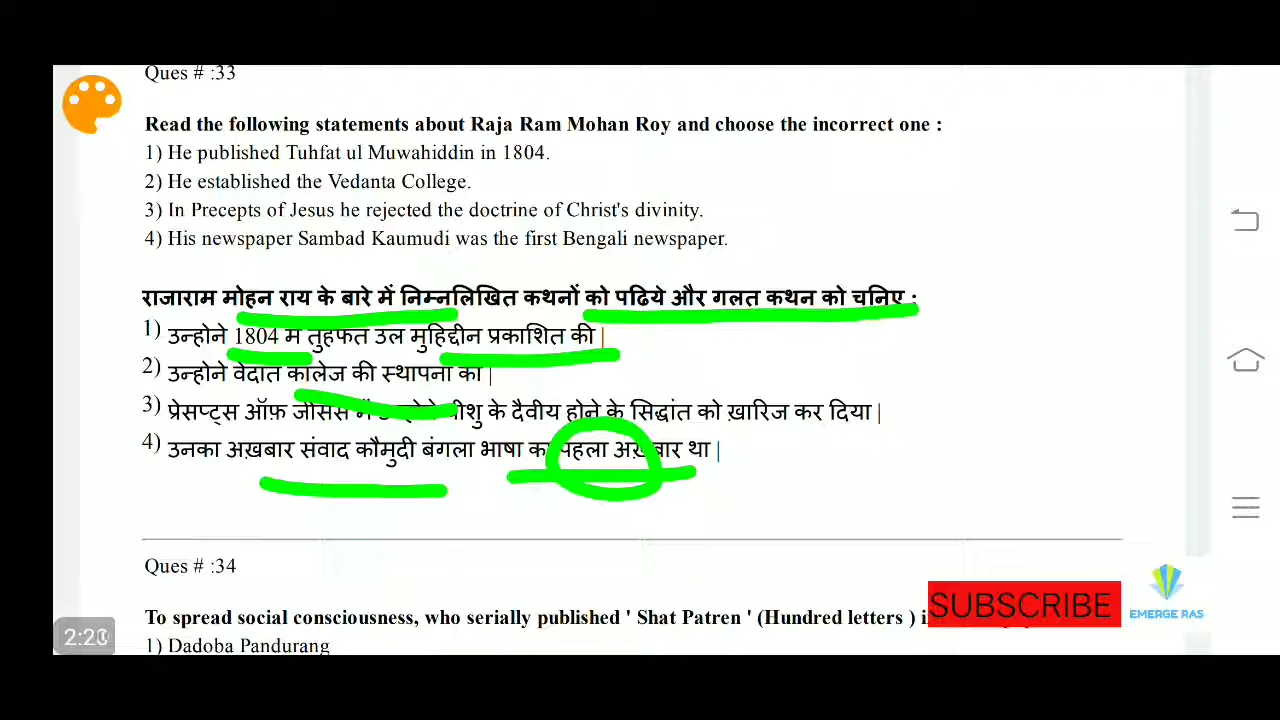 Ques # :33
Read the following statements about Raja Ram Mohan Roy and choose the incorrect one :
1) He published Tuhfat ul Muwahiddin in 1804.
2) He established the Vedanta College.
3) In Precepts of Jesus he rejected the doctrine of Christ's divinity.
4) His newspaper Sambad Kaumudi was the first Bengali newspaper.
राजाराम मोहन राय के बारे में निम्नलिखित कथनों को पढिये और गलत कथन को चनिए :
1) उन्होने 1804 म तुहफत उल मुहिद्दीन प्रकाशित की |
2) उन्होने वेदात कालेज की स्थापना का |
3) प्रेसप्ट्स ऑफ़ जीसस के दैवीय होने के सिद्धांत को ख़ारिज कर दिया |
4) उनका अख़बार संवाद कौमुदी बंगला भाषा का पहला अख़बार था |
Ques # :34
To spread social consciousness, who serially published ' Shat Patren ' (Hundred letters )
1) Dadoba Pandurang
SUBSCRIBE
EMERGE RAS
2:20